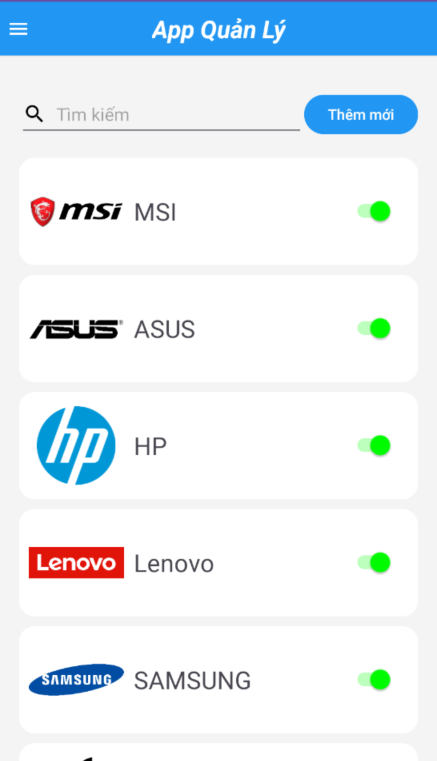 App Quản Lý
Tìm kiếm
Thêm mới
msi MSI
ASUS ASUS
hp HP
Lenovo Lenovo
SAMSUNG SAMSUNG